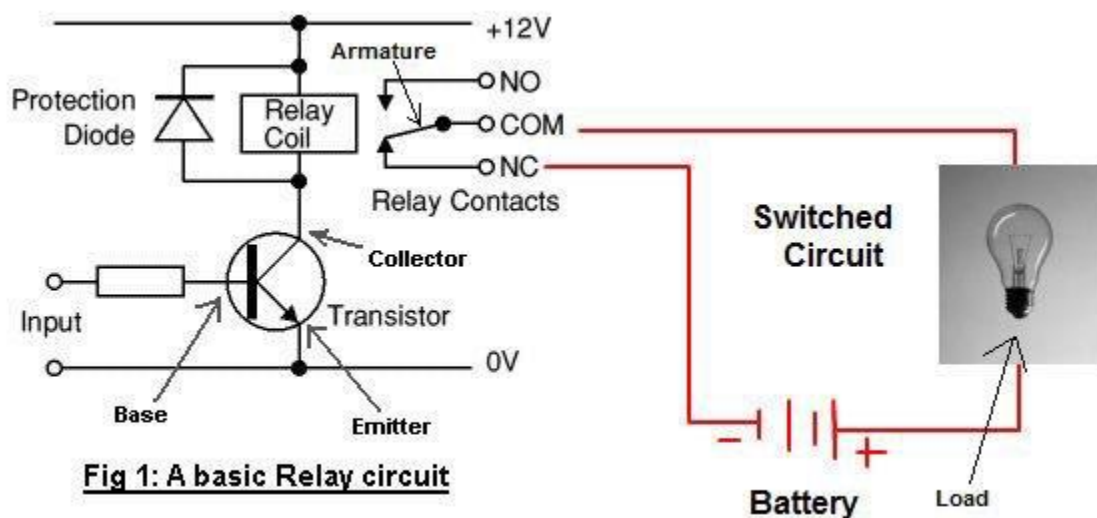 +12V
Armature
Protection
Diode
Relay
Coil
NO
COM
NC
Relay Contacts
Switched
Circuit
Collector
Input
Transistor
0V
Base
Emitter
-
+
Fig 1: A basic Relay circuit
Battery
Load